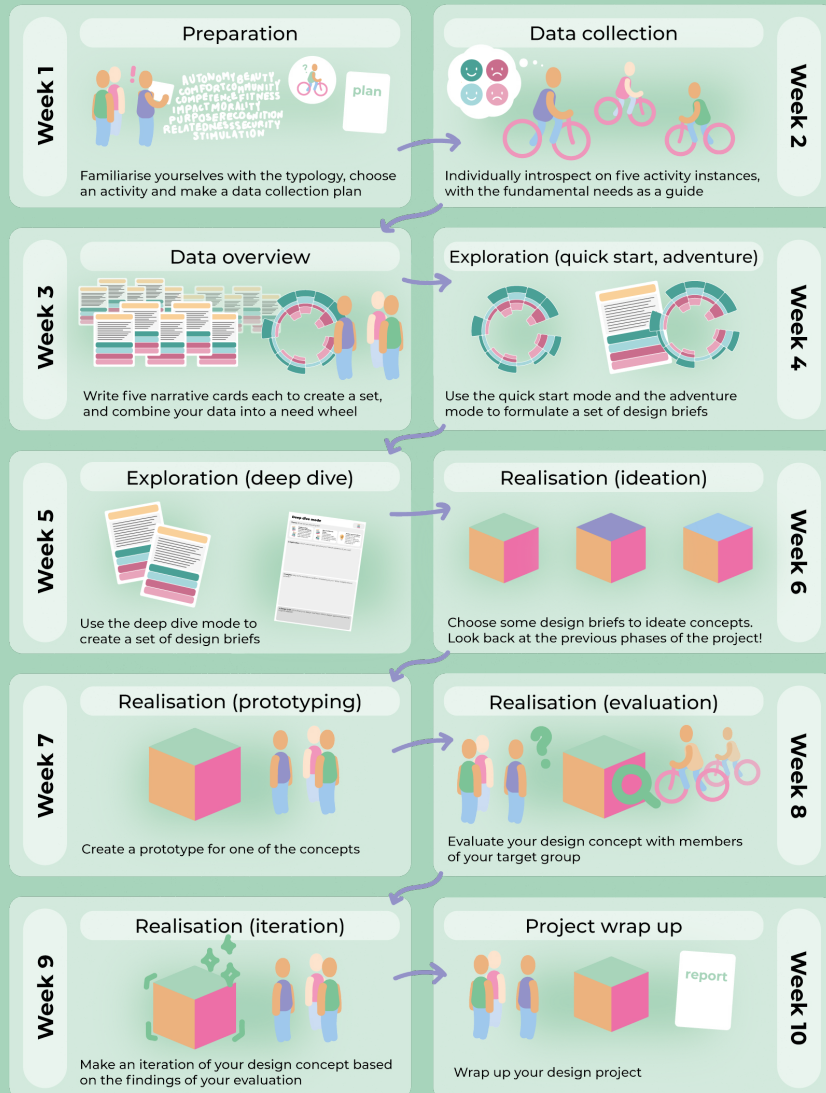 Week 1
Preparation
AUTONOMY BEAUTY
COMFORT COMMUNITY
COMPETENCE FITNESS
IMPACT MORALITY
PURPOSE RECOGNITION
RELATEDNESS SECURITY
STIMULATION
plan
Familiarise yourselves with the typology, choose
an activity and make a data collection plan
Data collection
Week 2
Individually introspect on five activity instances,
with the fundamental needs as a guide
Week 3
Data overview
Write five narrative cards each to create a set,
and combine your data into a need wheel
Exploration (quick start, adventure)
Week 4
Use the quick start mode and the adventure
mode to formulate a set of design briefs
Week 5
Exploration (deep dive)
Deep dive mode
Use the deep dive mode to
create a set of design briefs
Realisation (ideation)
Week 6
Choose some design briefs to ideate concepts.
Look back at the previous phases of the project!
Week 7
Realisation (prototyping)
Create a prototype for one of the concepts
Realisation (evaluation)
Week 8
Evaluate your design concept with members
of your target group
Week 9
Realisation (iteration)
Make an iteration of your design concept based
on the findings of your evaluation
Project wrap up
Week 10
report
Wrap up your design project